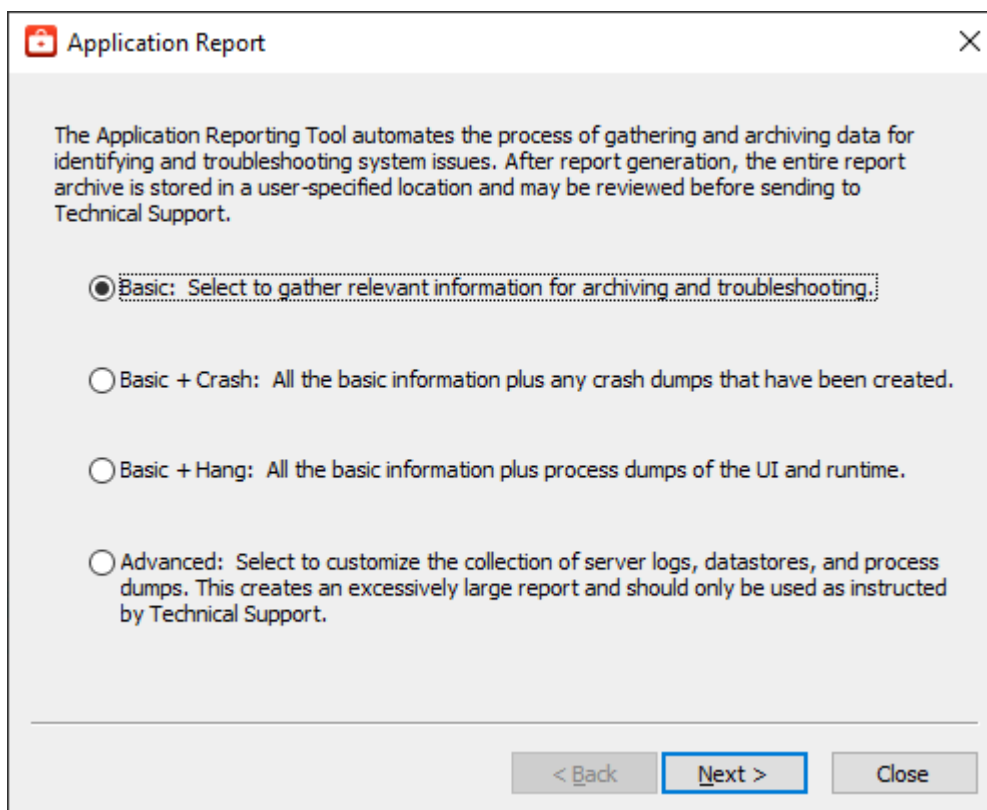 Application Report
The Application Reporting Tool automates the process of gathering and archiving data for
identifying and troubleshooting system issues. After report generation, the entire report
archive is stored in a user-specified location and may be reviewed before sending to
Technical Support.
Basic: Select to gather relevant information for archiving and troubleshooting.
Basic + Crash: All the basic information plus any crash dumps that have been created.
Basic + Hang: All the basic information plus process dumps of the UI and runtime.
Advanced: Select to customize the collection of server logs, datastores, and process
dumps. This creates an excessively large report and should only be used as instructed
by Technical Support.
< Back Next > Close